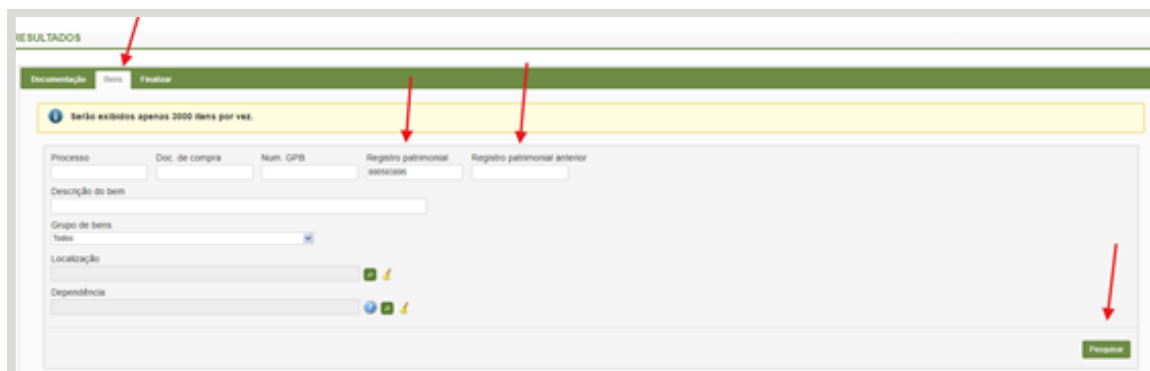 RESULTADOS
Documentação Bens Finalizar
Serão exibidos apenas 3000 itens por vez.
Processo Doc. de compra Num. GPB Registro patrimonial Registro patrimonial anterior
Descrição do bem
Grupo de bens
Todos
Localização
Dependência
Pesquisar